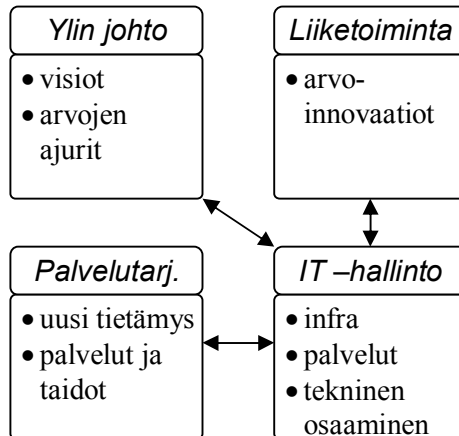 Ylin johto
• visiot
• arvojen
ajurit
Liiketoiminta
• arvo-
innovaatiot
Palvelutarj.
• uusi tietämys
• palvelut ja
taidot
IT –hallinto
• infra
• palvelut
• tekninen
osaaminen